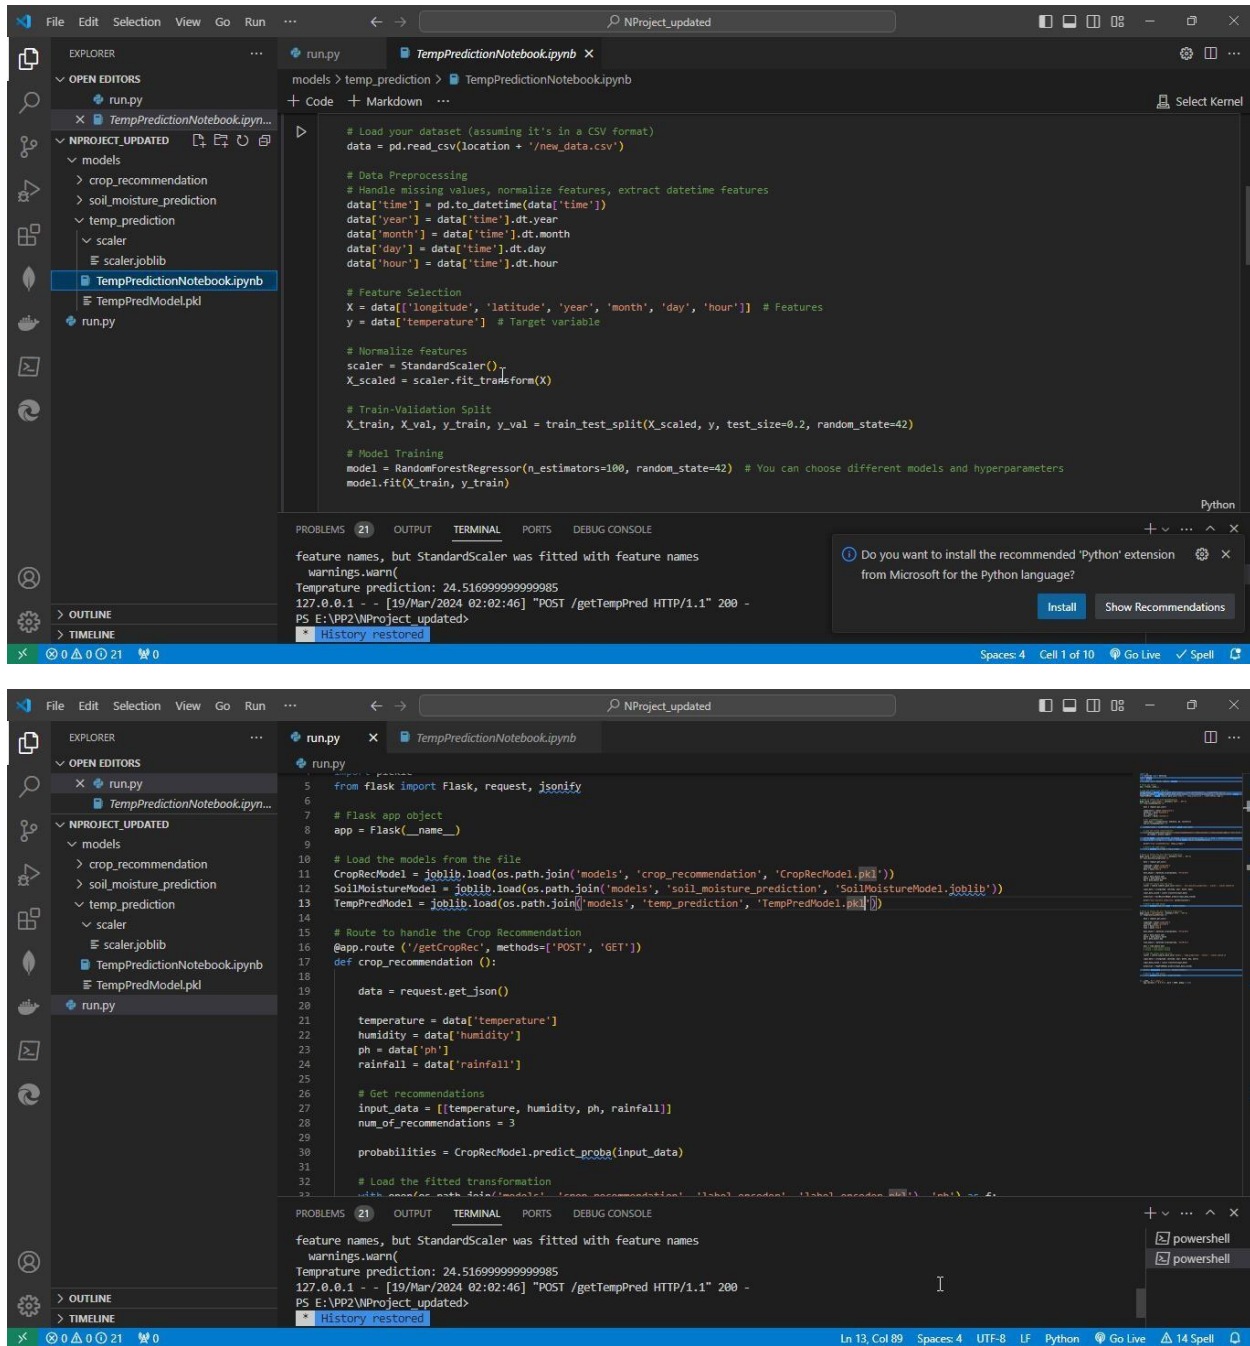 File Edit Selection View Go Run ··· ← → NProject_updated
EXPLORER ···
run.py TempPredictionNotebook.ipynb ×
OPEN EDITORS
run.py
× TempPredictionNotebook.ipyn...
NPROJECT_UPDATED
models
crop_recommendation
soil_moisture_prediction
temp_prediction
scaler
scaler.joblib
TempPredictionNotebook.ipynb
TempPredModel.pkl
run.py
OUTLINE
TIMELINE
models > temp_prediction > TempPredictionNotebook.ipynb
+ Code + Markdown ··· Select Kernel
# Load your dataset (assuming it's in a CSV format)
data = pd.read_csv(location + '/new_data.csv')
# Data Preprocessing
# Handle missing values, normalize features, extract datetime features
data['time'] = pd.to_datetime(data['time'])
data['year'] = data['time'].dt.year
data['month'] = data['time'].dt.month
data['day'] = data['time'].dt.day
data['hour'] = data['time'].dt.hour
# Feature Selection
X = data[['longitude', 'latitude', 'year', 'month', 'day', 'hour']] # Features
y = data['temperature'] # Target variable
# Normalize features
scaler = StandardScaler()
X_scaled = scaler.fit_transform(X)
# Train-Validation Split
X_train, X_val, y_train, y_val = train_test_split(X_scaled, y, test_size=0.2, random_state=42)
# Model Training
model = RandomForestRegressor(n_estimators=100, random_state=42) # You can choose different models and hyperparameters
model.fit(X_train, y_train)
Python
PROBLEMS 21 OUTPUT TERMINAL PORTS DEBUG CONSOLE
feature names, but StandardScaler was fitted with feature names
warnings.warn(
Temprature prediction: 24.516999999999985
127.0.0.1 - - [19/Mar/2024 02:02:46] "POST /getTempPred HTTP/1.1" 200 -
PS E:\PP2\NProject_updated>
* History restored
Do you want to install the recommended 'Python' extension
from Microsoft for the Python language?
Install Show Recommendations
0 0 21 0 Spaces: 4 Cell 1 of 10 Go Live Spell
File Edit Selection View Go Run ··· ← → NProject_updated
EXPLORER ···
run.py × TempPredictionNotebook.ipynb
OPEN EDITORS
× run.py
TempPredictionNotebook.ipyn...
NPROJECT_UPDATED
models
crop_recommendation
soil_moisture_prediction
temp_prediction
scaler
scaler.joblib
TempPredictionNotebook.ipynb
TempPredModel.pkl
run.py
OUTLINE
TIMELINE
run.py
5 from flask import Flask, request, jsonify
6
7 # Flask app object
8 app = Flask(__name__)
9
10 # Load the models from the file
11 CropRecModel = joblib.load(os.path.join('models', 'crop_recommendation', 'CropRecModel.pkl'))
12 SoilMoistureModel = joblib.load(os.path.join('models', 'soil_moisture_prediction', 'SoilMoistureModel.joblib'))
13 TempPredModel = joblib.load(os.path.join('models', 'temp_prediction', 'TempPredModel.pkl'))
14
15 # Route to handle the Crop Recommendation
16 @app.route ('/getCropRec', methods=['POST', 'GET'])
17 def crop_recommendation ():
18
19 data = request.get_json()
20
21 temperature = data['temperature']
22 humidity = data['humidity']
23 ph = data['ph']
24 rainfall = data['rainfall']
25
26 # Get recommendations
27 input_data = [[temperature, humidity, ph, rainfall]]
28 num_of_recommendations = 3
29
30 probabilities = CropRecModel.predict_proba(input_data)
31
32 # Load the fitted transformation
PROBLEMS 21 OUTPUT TERMINAL PORTS DEBUG CONSOLE
feature names, but StandardScaler was fitted with feature names
warnings.warn(
Temprature prediction: 24.516999999999985
127.0.0.1 - - [19/Mar/2024 02:02:46] "POST /getTempPred HTTP/1.1" 200 -
PS E:\PP2\NProject_updated>
* History restored
powershell
powershell
0 0 21 0 Ln 13, Col 89 Spaces: 4 UTF-8 LF Python Go Live 14 Spell